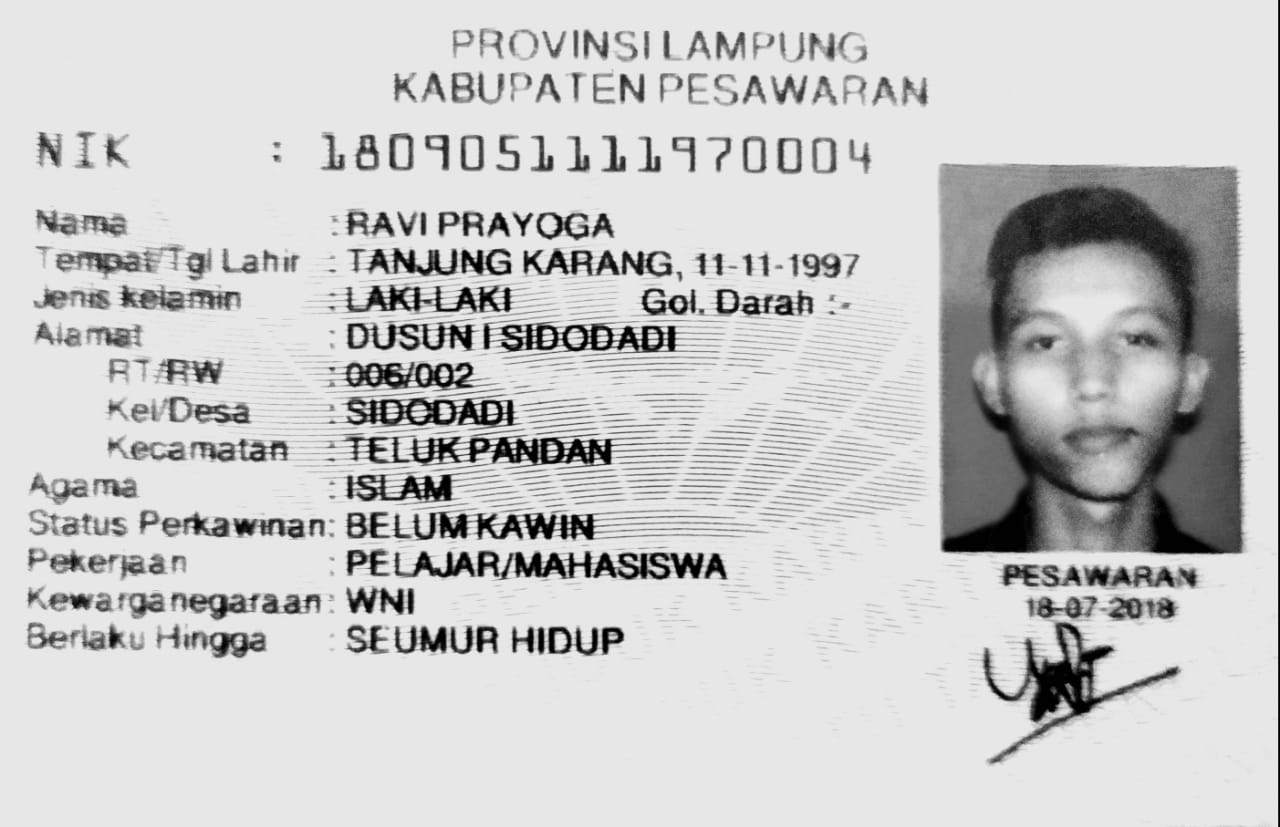 PROVINSI LAMPUNG
KABUPATEN PESAWARAN
NIK : 1809051111970004
Nama : RAVI PRAYOGA
Tempat/Tgl Lahir : TANJUNG KARANG, 11-11-1997
Jenis kelamin : LAKI-LAKI Gol. Darah :-
Alamat : DUSUN I SIDODADI
RT/RW : 006/002
Kel/Desa : SIDODADI
Kecamatan : TELUK PANDAN
Agama : ISLAM
Status Perkawinan: BELUM KAWIN
Pekerjaan : PELAJAR/MAHASISWA
Kewarganegaraan: WNI
Berlaku Hingga : SEUMUR HIDUP
PESAWARAN
18-07-2018